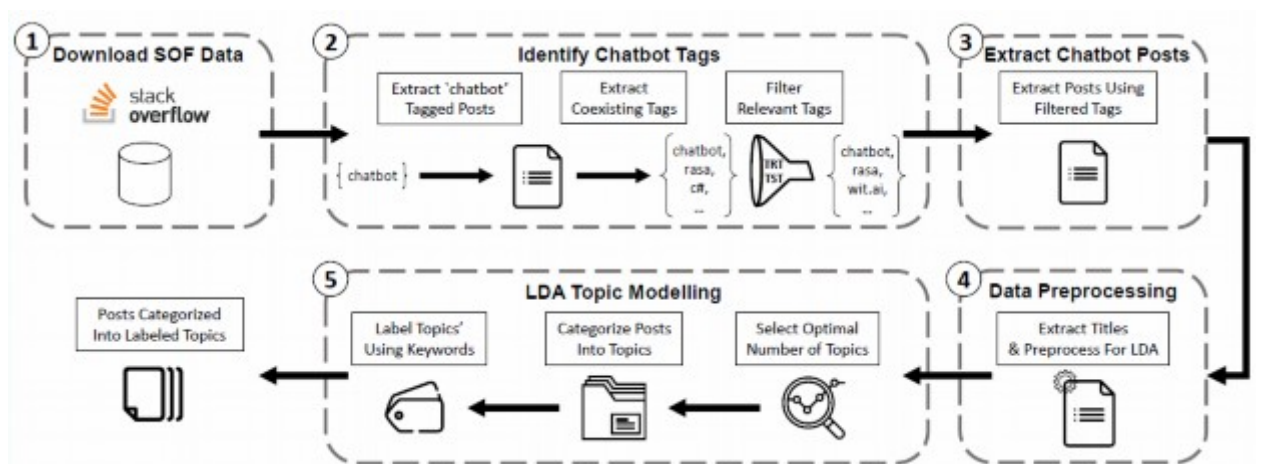 1
Download SOF Data
stack
overflow
2
Identify Chatbot Tags
Extract `chatbot'
Tagged Posts
Extract
Coexisting Tags
Filter
Relevant Tags
{ chatbot }
chatbot,
rasa,
c#,
...
TRT
TST
chatbot,
rasa,
wit.ai,
...
3
Extract Chatbot Posts
Extract Posts Using
Filtered Tags
4
Data Preprocessing
Extract Titles
& Preprocess For LDA
5
LDA Topic Modelling
Select Optimal
Number of Topics
Categorize Posts
Into Topics
Label Topics'
Using Keywords
Posts Categorized
Into Labeled Topics